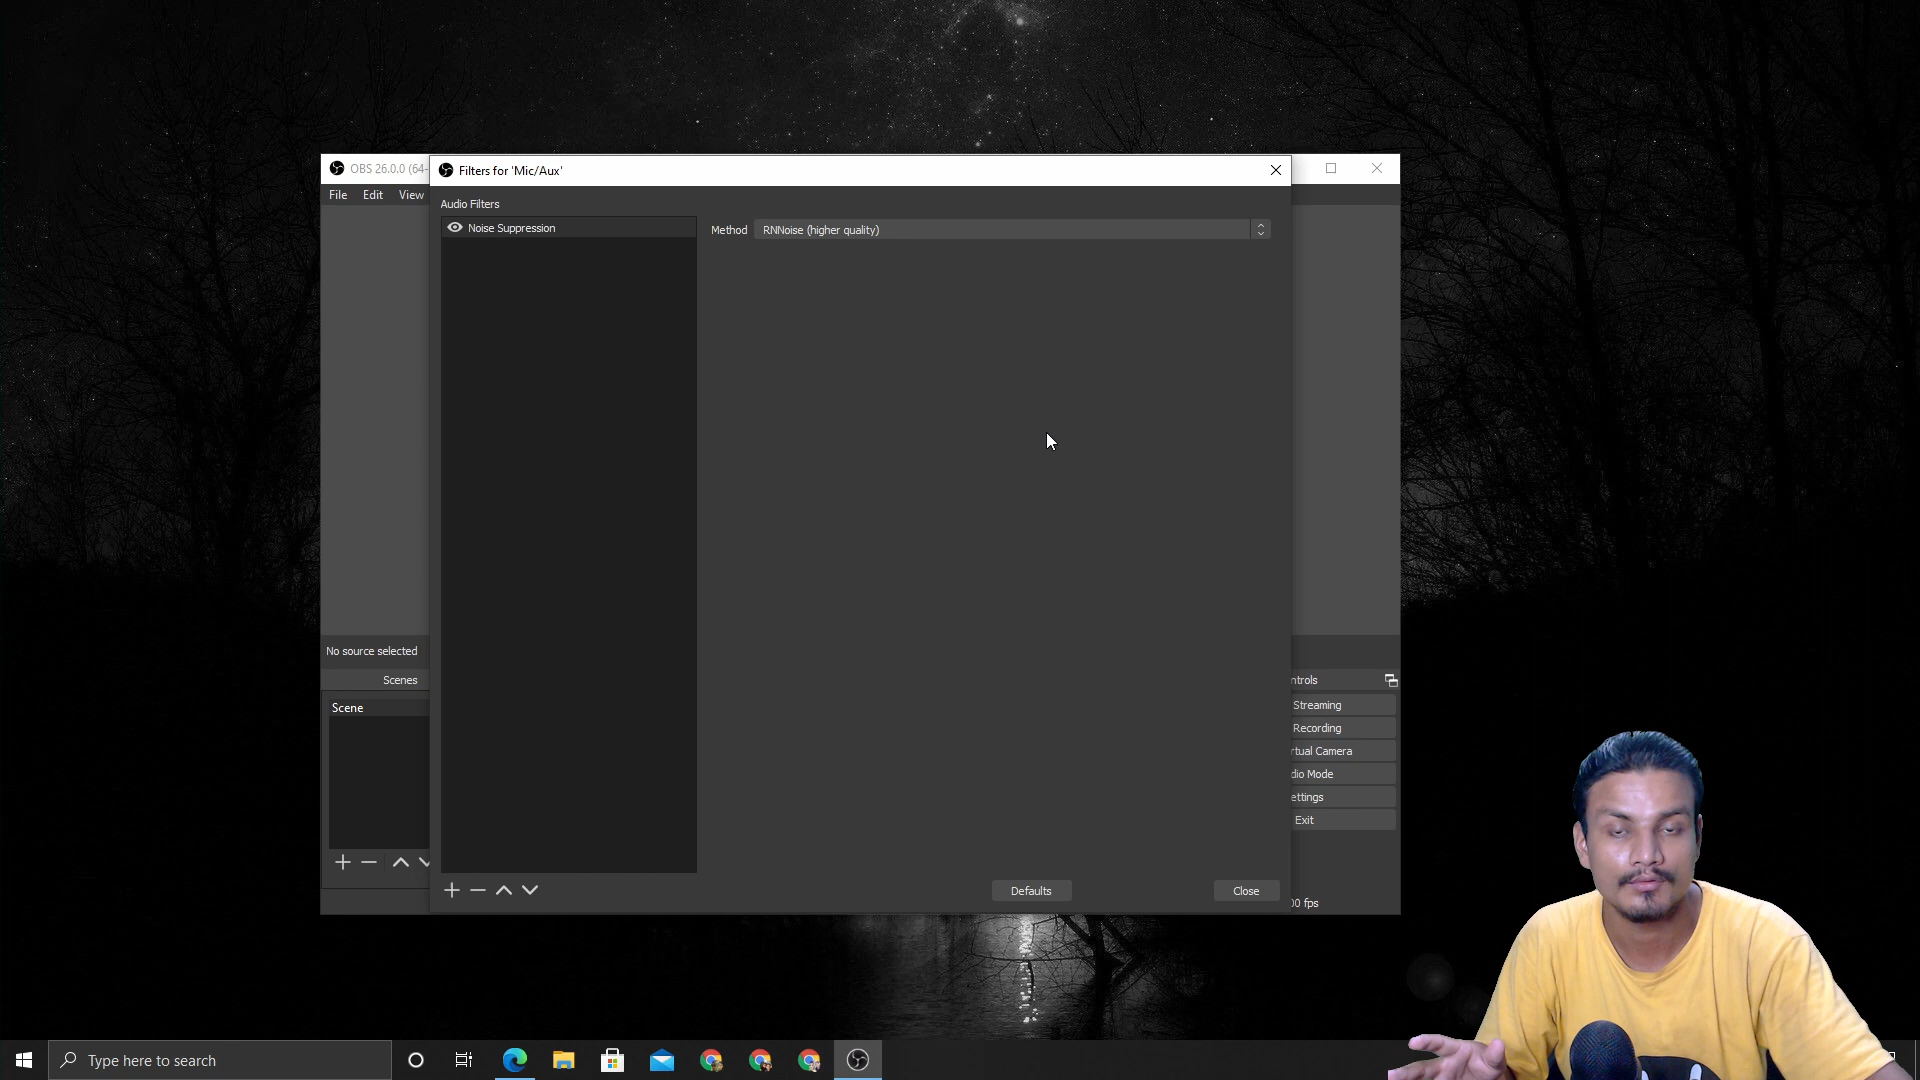 OBS 26.0.0 (64-
Filters for 'Mic/Aux'
File Edit View
Audio Filters
Noise Suppression
Method RNNoise (higher quality)
No source selected
Scenes
ntrols
Scene
Streaming
Recording
rtual Camera
dio Mode
ettings
Exit
Defaults
Close
00 fps
Type here to search